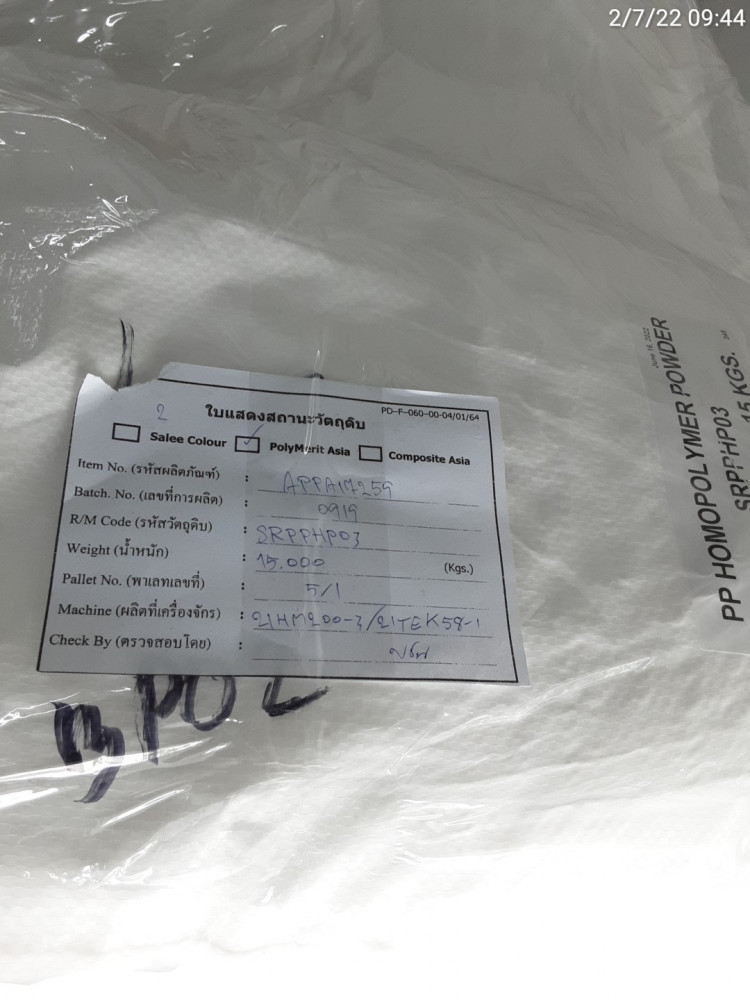 2/7/22 09:44
2
ใบแสดงสถานะวัตถุดิบ
PD-F-060-00-04/01/64
Salee Colour ✓ PolyMerit Asia Composite Asia
Item No. (รหัสผลิตภัณฑ์) : APPA17259
Batch. No. (เลขที่การผลิต) : 0919
R/M Code (รหัสวัตถุดิบ) : SRPPHP03
Weight (น้ำหนัก) : 15.000 (Kgs.)
Pallet No. (พาเลทเลขที่) : 5/1
Machine (ผลิตที่เครื่องจักร) : 21HM200-3/21TEK58-1
Check By (ตรวจสอบโดย) :
June 16, 2022
PP HOMOPOLYMER POWDER
SRPPHP03
15 KGS.